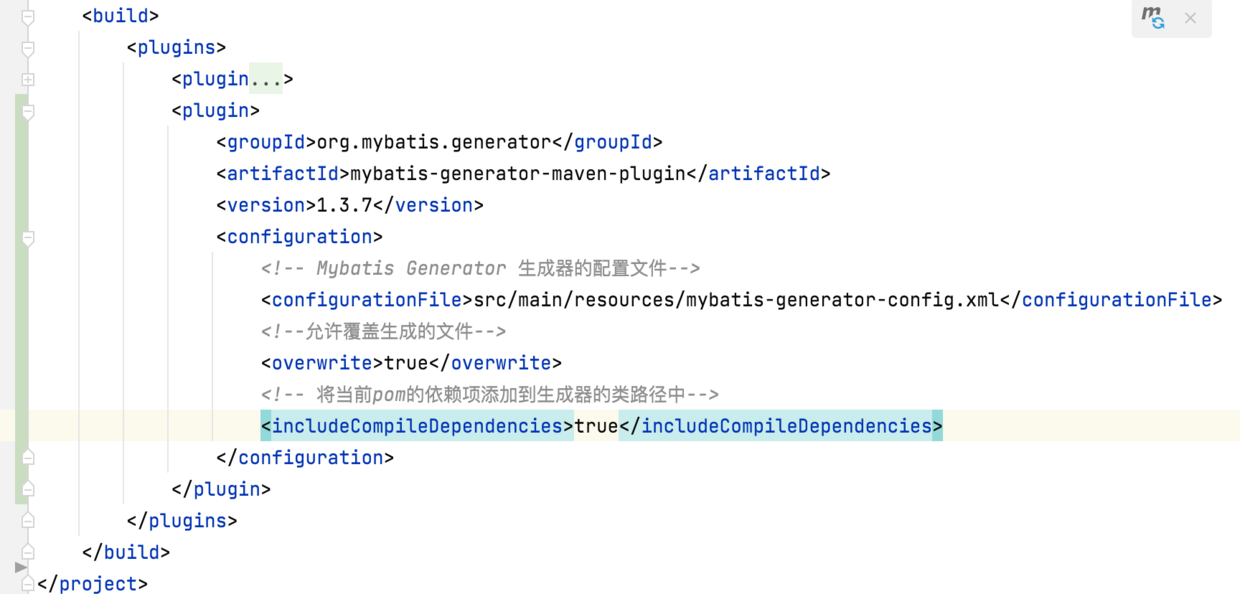 <build>
<plugins>
<plugin...>
<plugin>
<groupId>org.mybatis.generator</groupId>
<artifactId>mybatis-generator-maven-plugin</artifactId>
<version>1.3.7</version>
<configuration>
<!-- Mybatis Generator 生成器的配置文件-->
<configurationFile>src/main/resources/mybatis-generator-config.xml</configurationFile>
<!--允许覆盖生成的文件-->
<overwrite>true</overwrite>
<!-- 将当前pom的依赖项添加到生成器的类路径中-->
<includeCompileDependencies>true</includeCompileDependencies>
</configuration>
</plugin>
</plugins>
</build>
</project>